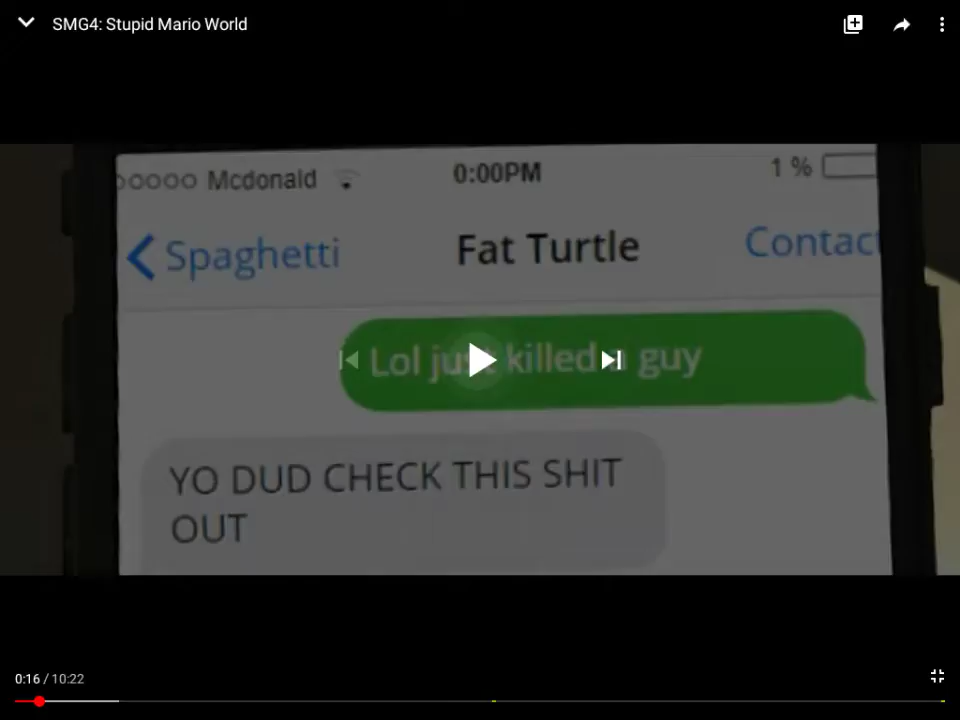 SMG4: Stupid Mario World
Mcdonald 0:00PM 1 %
Spaghetti Fat Turtle Contact
Lol just killed a guy
YO DUD CHECK THIS SHIT
OUT
0:16 / 10:22